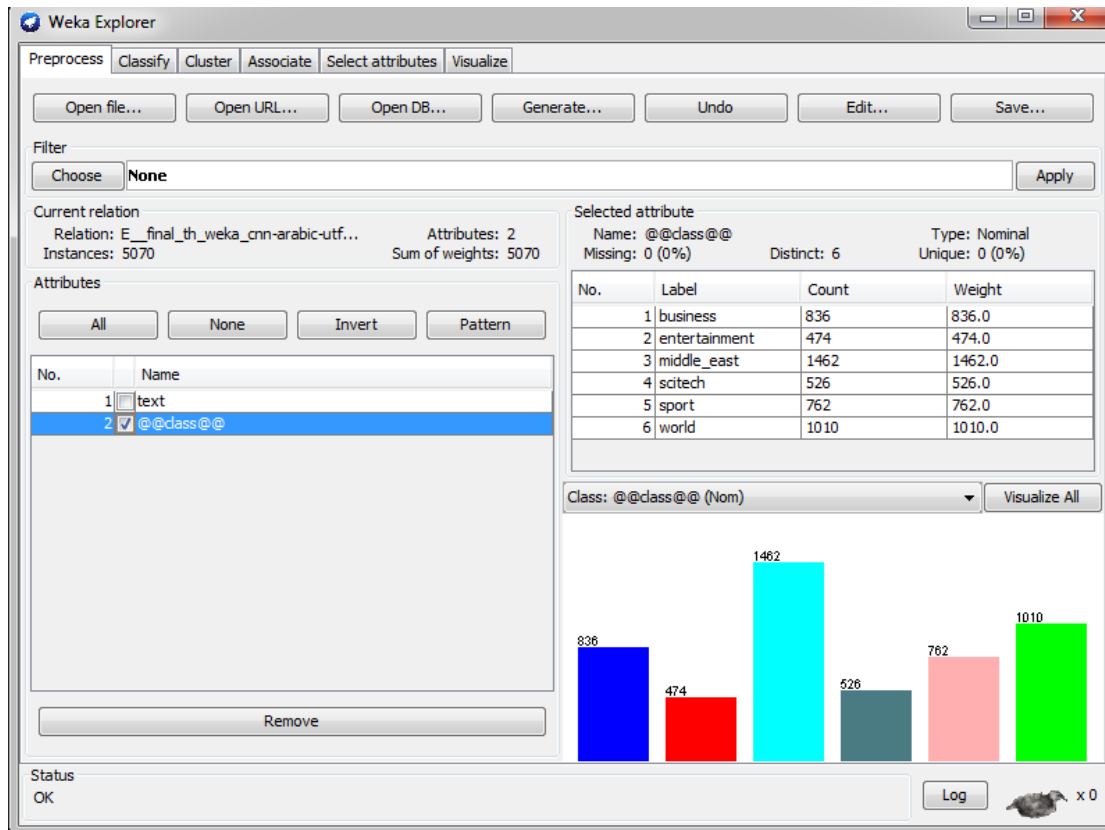 Weka Explorer
Preprocess Classify Cluster Associate Select attributes Visualize
Open file... Open URL... Open DB... Generate... Undo Edit... Save...
Filter
Choose None Apply
Current relation
Relation: E__final_th_weka_cnn-arabic-utf... Attributes: 2
Instances: 5070 Sum of weights: 5070
Attributes
All None Invert Pattern
No. Name
1 text
2 @@class@@
Remove
Selected attribute
Name: @@class@@ Type: Nominal
Missing: 0 (0%) Distinct: 6 Unique: 0 (0%)
No. Label Count Weight
1 business 836 836.0
2 entertainment 474 474.0
3 middle_east 1462 1462.0
4 scitech 526 526.0
5 sport 762 762.0
6 world 1010 1010.0
Class: @@class@@ (Nom) Visualize All
836 474 1462 526 762 1010
Status
OK
Log x 0